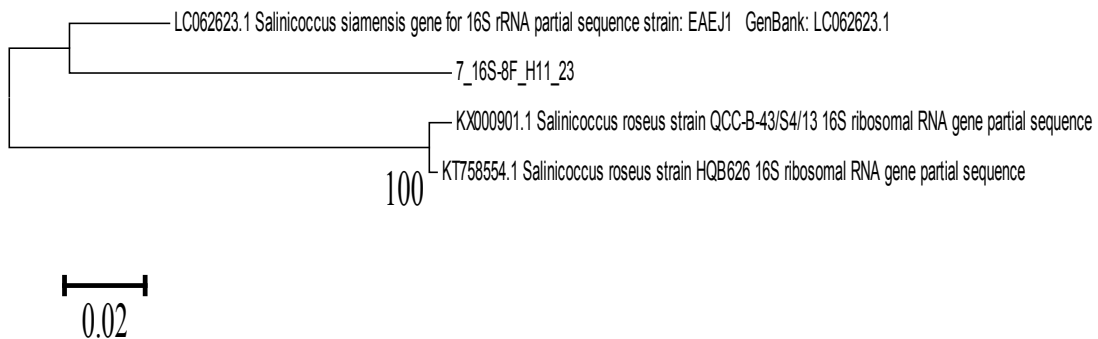 LC062623.1 Salinicoccus siamensis gene for 16S rRNA partial sequence strain: EAEJ1 GenBank: LC062623.1
7_16S-8F_H11_23
KX000901.1 Salinicoccus roseus strain QCC-B-43/S4/13 16S ribosomal RNA gene partial sequence
KT758554.1 Salinicoccus roseus strain HQB626 16S ribosomal RNA gene partial sequence
100
0.02